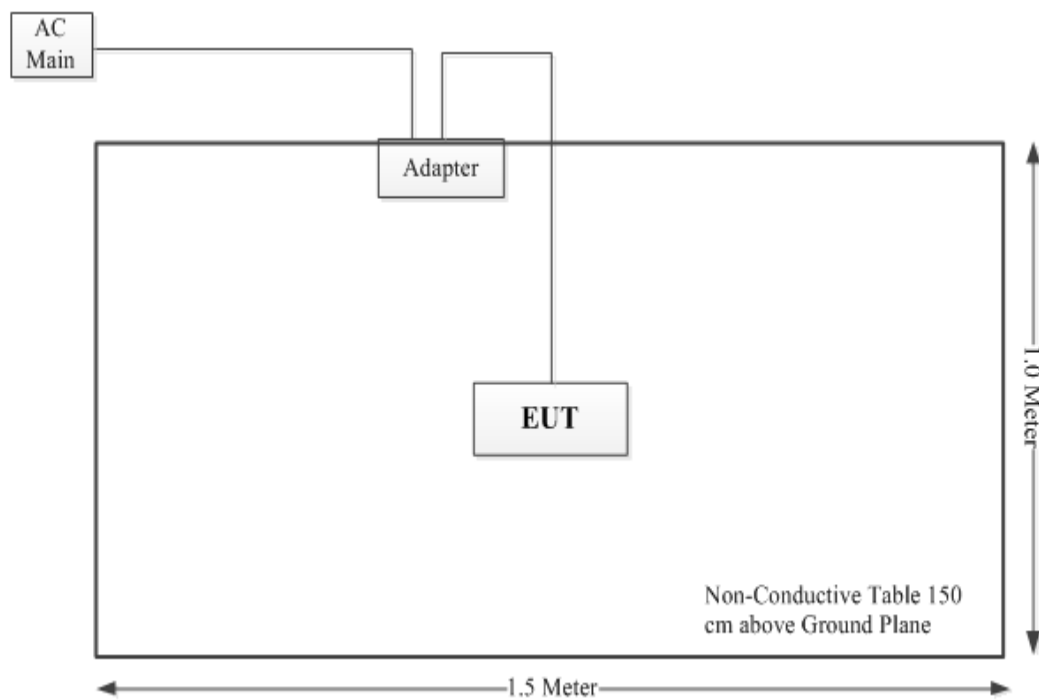 AC
Main
Adapter
EUT
1.0 Meter
Non-Conductive Table 150
cm above Ground Plane
1.5 Meter